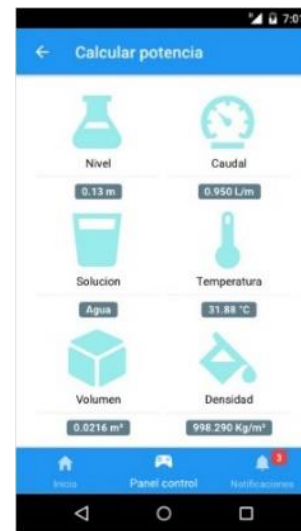 7:01
Calcular potencia
Nivel Caudal
0.13 m 0.950 L/m
Solucion Temperatura
Agua 31.88 °C
Volumen Densidad
0.0216 m³ 998.290 Kg/m³
3
Inicio Panel control Notificaciones